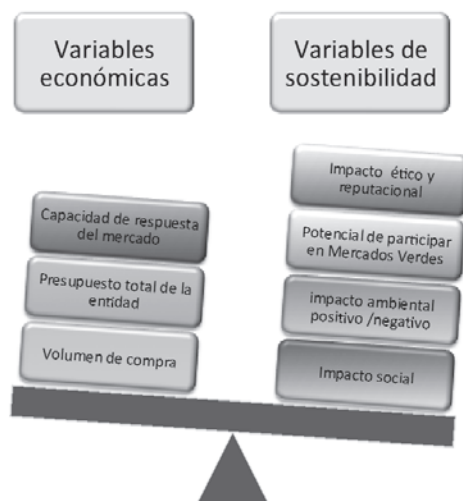 Variables
económicas
Variables de
sostenibilidad
Capacidad de respuesta
del mercado
Presupuesto total de la
entidad
Volumen de compra
Impacto ético y
reputacional
Potencial de participar
en Mercados Verdes
impacto ambiental
positivo /negativo
Impacto social